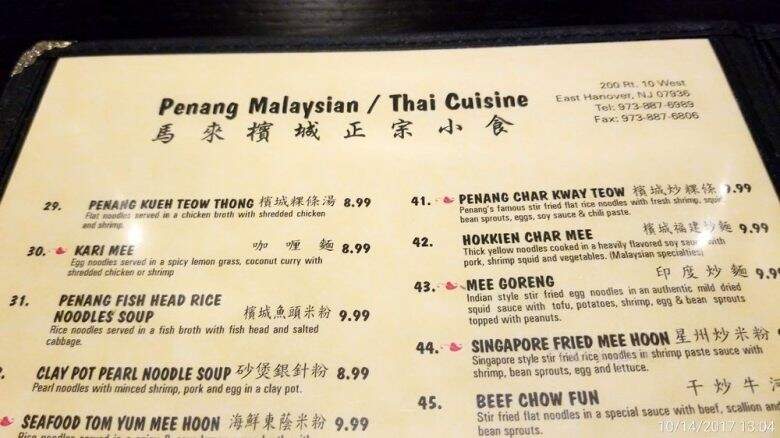 200 Rt. 10 West
East Hanover, NJ 07936
Tel: 973-887-6989
Fax: 973-887-6806
Penang Malaysian / Thai Cuisine
馬來檳城正宗小食
29. PENANG KUEH TEOW THONG 檳城粿條湯 8.99
Flat noodles served in a chicken broth with shredded chicken
and shrimp.
30. KARI MEE 咖喱麵 8.99
Egg noodles served in a spicy lemon grass, coconut curry with
shredded chicken or shrimp
31. PENANG FISH HEAD RICE
NOODLES SOUP 檳城魚頭米粉 9.99
Rice noodles served in a fish broth with fish head and salted
cabbage.
CLAY POT PEARL NOODLE SOUP 砂煲銀針粉 8.99
Pearl noodles with minced shrimp, pork and egg in a clay pot.
SEAFOOD TOM YUM MEE HOON 海鮮東蔭米粉 9.99
41. PENANG CHAR KWAY TEOW 檳城炒粿條 9.99
Penang's famous stir fried flat rice noodles with fresh shrimp, squid,
bean sprouts, eggs, soy sauce & chili paste.
42. HOKKIEN CHAR MEE 檳城福建炒麵 9.99
Thick yellow noodles cooked in a heavily flavored soy sauce with
pork, shrimp squid and vegetables. (Malaysian specialties)
43. MEE GORENG 印度炒麵 9.99
Indian style stir fried egg noodles in an authentic mild dried
squid sauce with tofu, potatoes, shrimp, egg & bean sprouts
topped with peanuts.
44. SINGAPORE FRIED MEE HOON 星州炒米粉
Singapore style stir fried rice noodles in shrimp paste sauce with
shrimp, bean sprouts, egg and lettuce.
45. BEEF CHOW FUN 干炒牛河
Stir fried flat noodles in a special sauce with beef, scallion and
bean sprouts.
10/14/2017 13:04